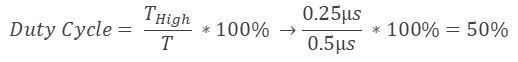 Duty Cycle = T_High / T * 100% → 0.25μs / 0.5μs * 100% = 50%